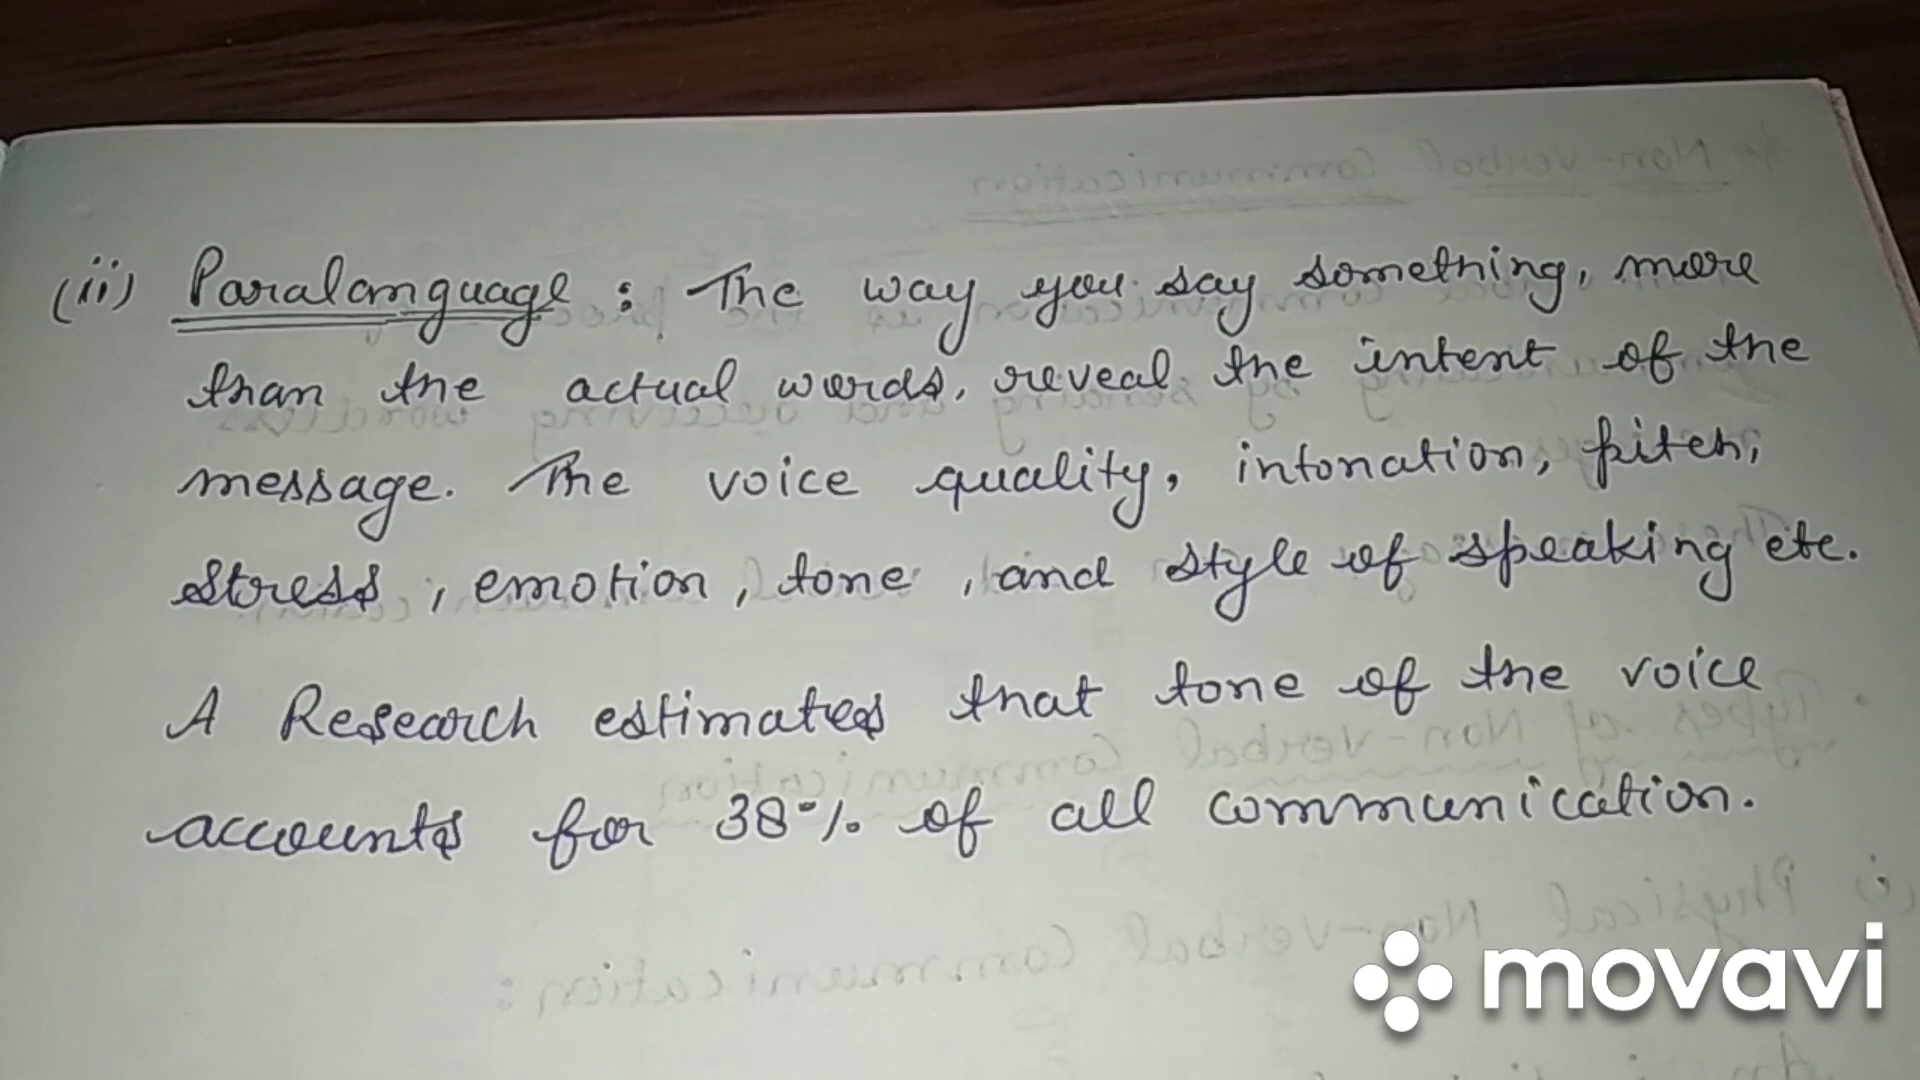 (ii) Paralanguage : The way you say something, more
than the actual words, reveal the intent of the
message. The voice quality, intonation, pitch,
stress, emotion, tone, and style of speaking etc.
A Research estimates that tone of the voice
accounts for 38% of all communication.
movavi